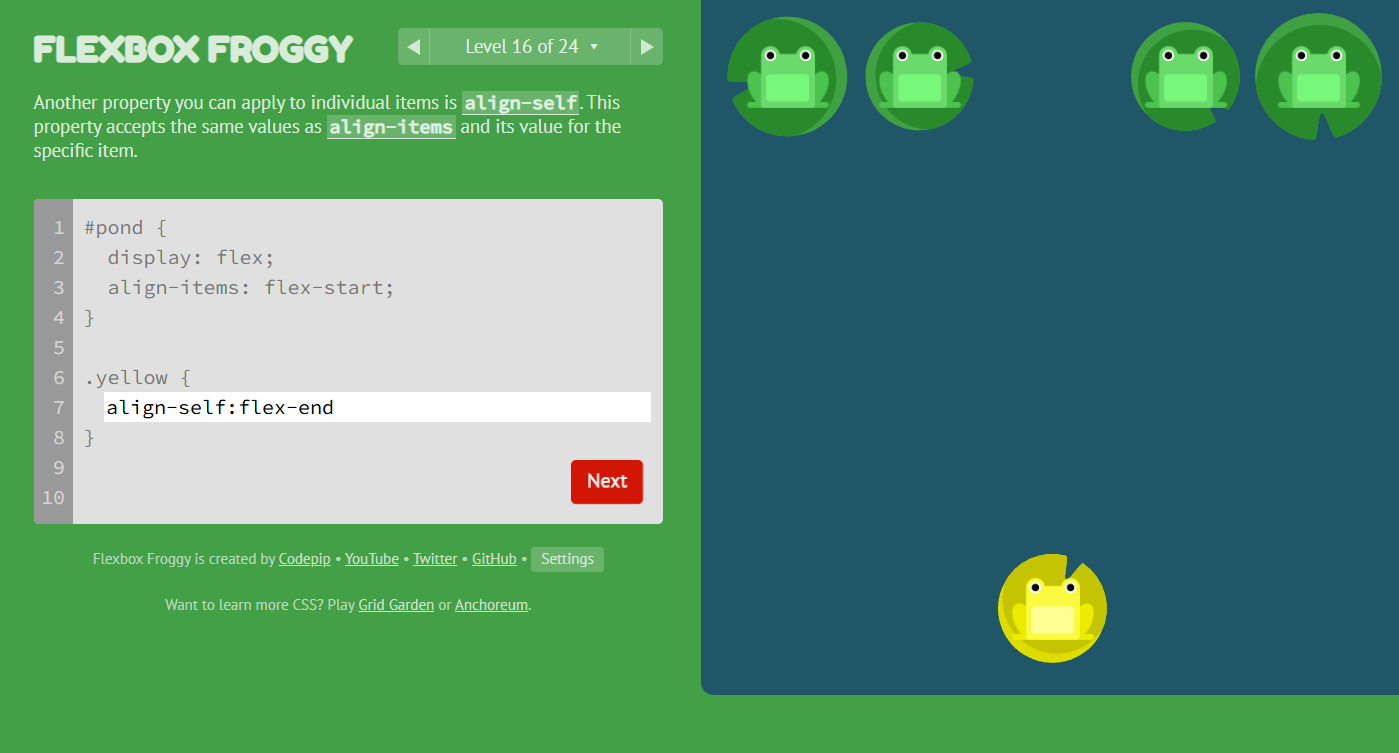 FLEXBOX FROGGY
Level 16 of 24
Another property you can apply to individual items is align-self. This
property accepts the same values as align-items and its value for the
specific item.
1 #pond {
2 display: flex;
3 align-items: flex-start;
4 }
5
6 .yellow {
7 align-self:flex-end
8 }
9
10
Next
Flexbox Froggy is created by Codepip • YouTube • Twitter • GitHub • Settings
Want to learn more CSS? Play Grid Garden or Anchoreum.